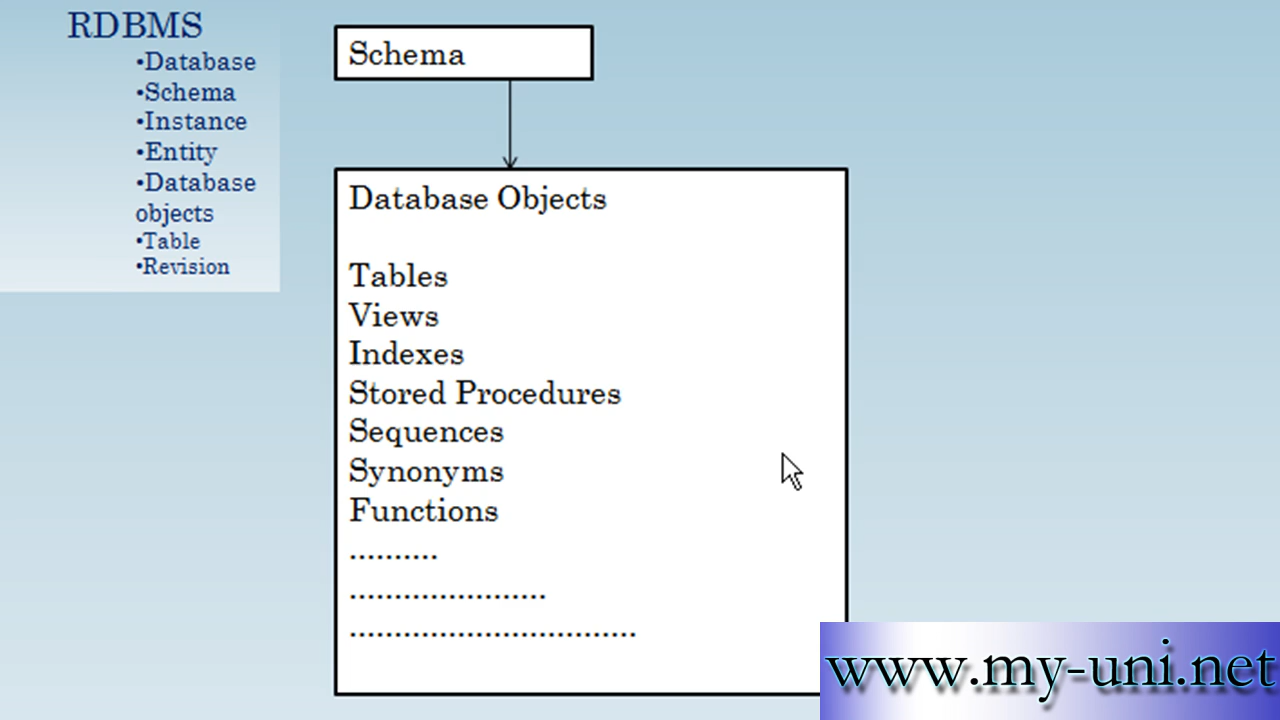 RDBMS
•Database
•Schema
•Instance
•Entity
•Database
objects
•Table
•Revision
Schema
Database Objects
Tables
Views
Indexes
Stored Procedures
Sequences
Synonyms
Functions
..........
......................
................................
www.my-uni.net